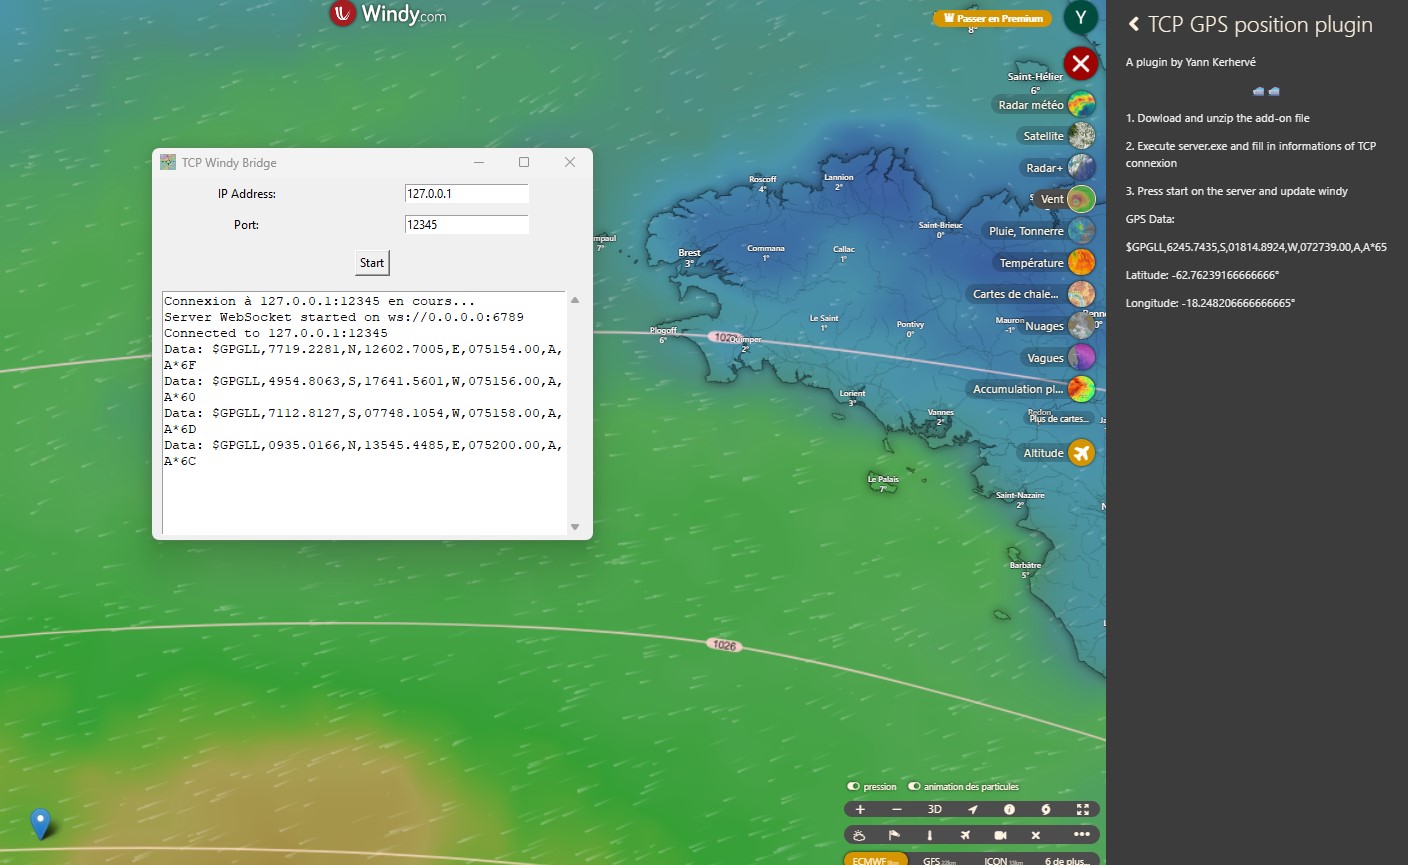 Windy.com
Passer en Premium
8°
Y
TCP GPS position plugin
A plugin by Yann Kerhervé
1. Dowload and unzip the add-on file
2. Execute server.exe and fill in informations of TCP
connexion
3. Press start on the server and update windy
GPS Data:
$GPGLL,6245.7435,S,01814.8924,W,072739.00,A,A*65
Latitude: -62.76239166666666°
Longitude: -18.248206666666665°
TCP Windy Bridge
IP Address:
127.0.0.1
Port:
12345
Start
Connexion à 127.0.0.1:12345 en cours...
Server WebSocket started on ws://0.0.0.0:6789
Connected to 127.0.0.1:12345
Data: $GPGLL,7719.2281,N,12602.7005,E,075154.00,A,
A*6F
Data: $GPGLL,4954.8063,S,17641.5601,W,075156.00,A,
A*60
Data: $GPGLL,7112.8127,S,07748.1054,W,075158.00,A,
A*6D
Data: $GPGLL,0935.0166,N,13545.4485,E,075200.00,A,
A*6C
Saint-Hélier
6°
Radar météo
Satellite
Radar+
Vent
Pluie, Tonnerre
Température
Cartes de chale...
Nuages
Vagues
Accumulation pl...
Plus de cartes...
Altitude
Roscoff
4°
Lannion
2°
Saint-Brieuc
0°
mpaul
7°
Brest
3°
Commana
1°
Callac
1°
Le Saint
1°
Pontivy
0°
Mauron
-1°
Plogoff
6°
Quimper
2°
Lorient
3°
Vannes
2°
Redon
Le Palais
7°
Saint-Nazaire
2°
Barbâtre
5°
1026
pression
animation des particules
3D
ECMWF 9km
GFS 22km
ICON 13km
6 de plus...